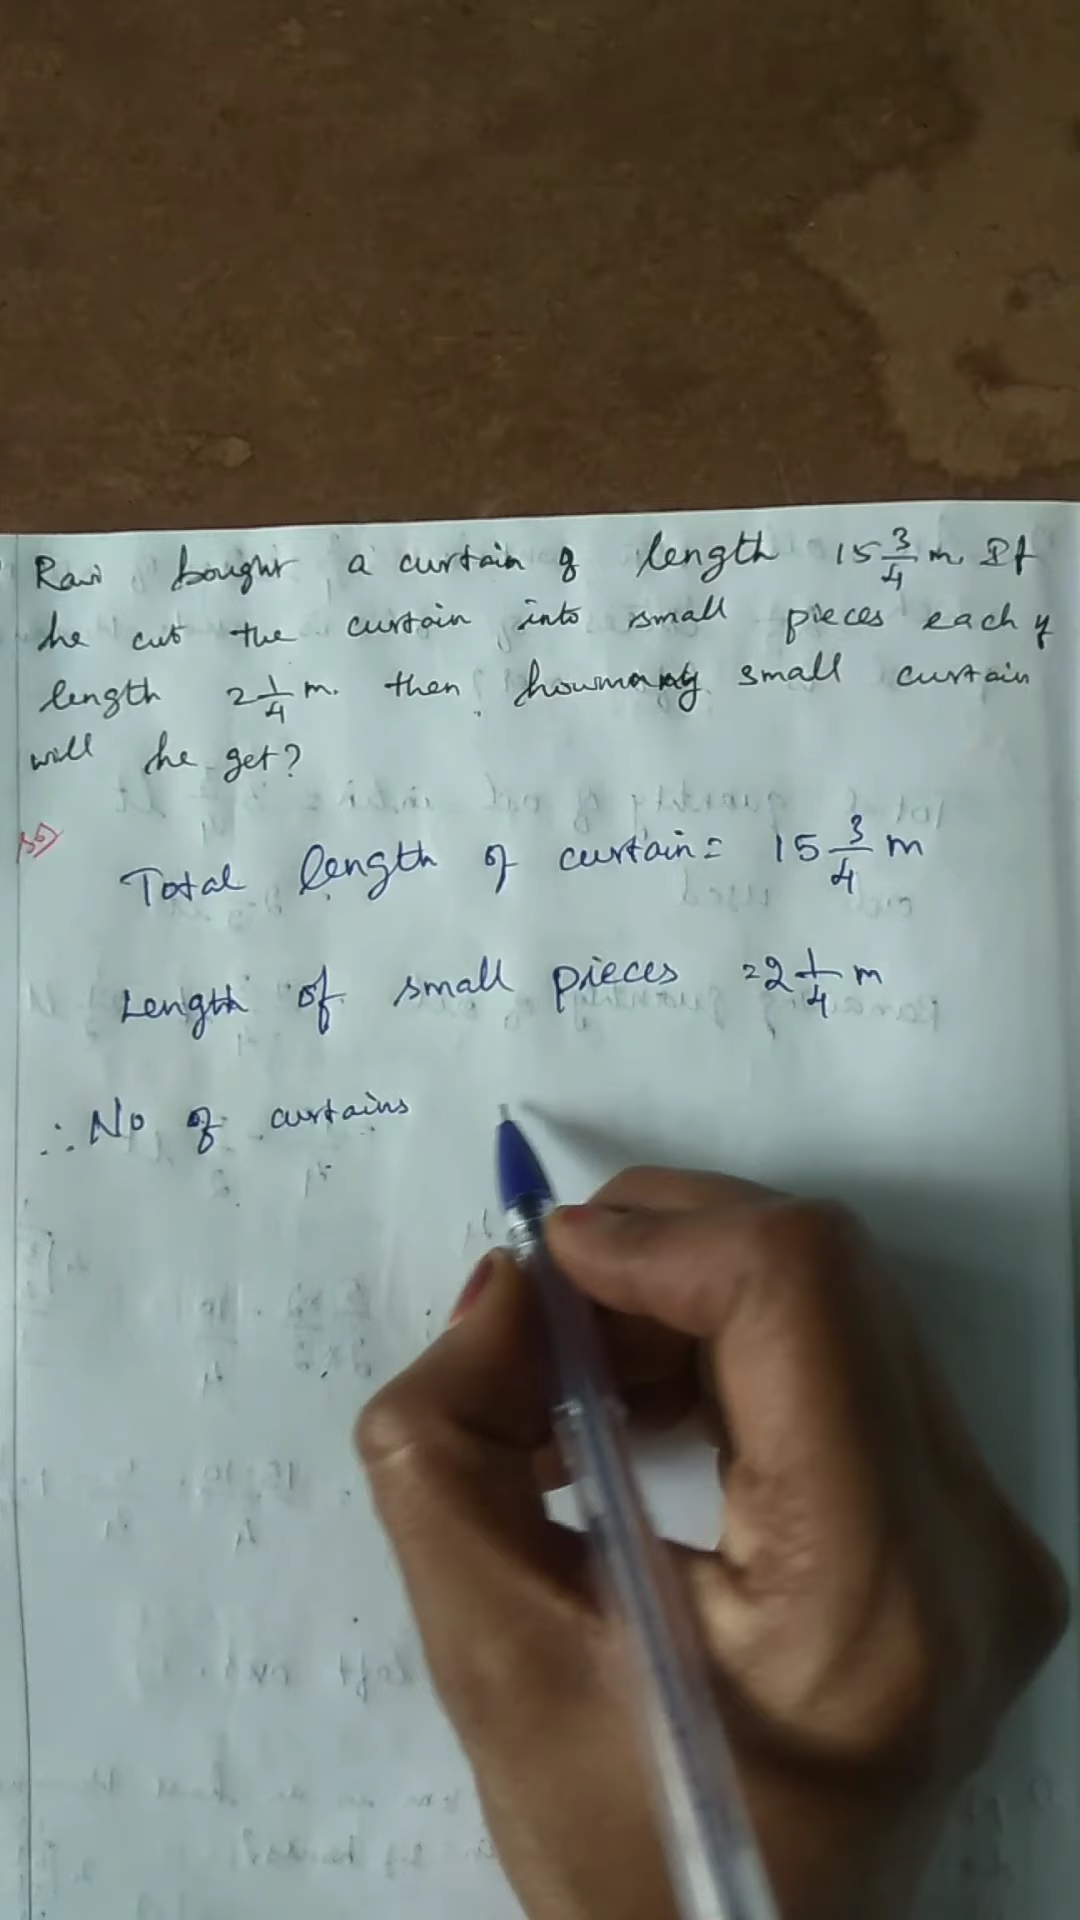 Ravi bought a curtain of length 15 3/4 m. If
he cut the curtain into small pieces each of
length 2 1/4 m. then howmany small curtain
will he get?
Total length of curtain = 15 3/4 m
Length of small pieces = 2 1/4 m
∴ No of curtains